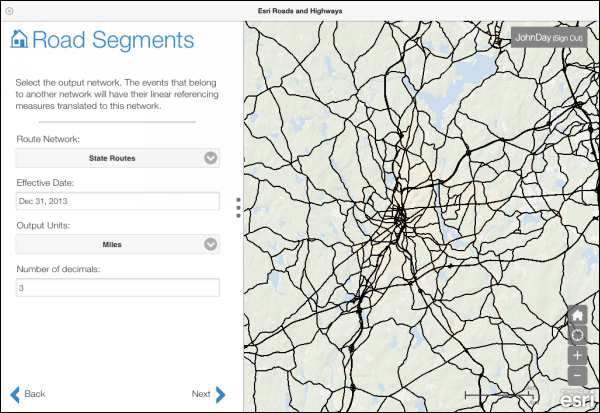 Esri Roads and Highways
Road Segments
JohnDay (Sign Out)
Select the output network. The events that belong
to another network will have their linear referencing
measures translated to this network.
Route Network:
State Routes
Effective Date:
Dec 31, 2013
Output Units:
Miles
Number of decimals:
3
Back
Next
esri